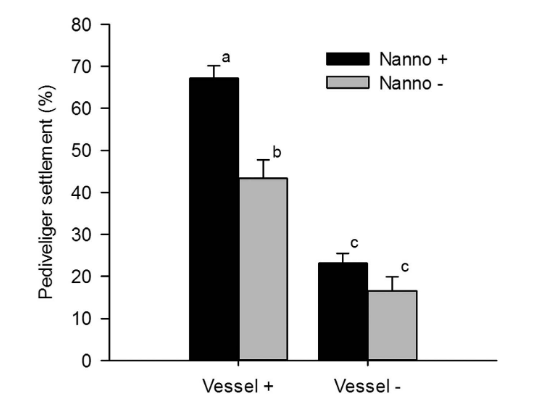 80
70
60
50
40
30
20
10
0
Pediveliger settlement (%)
Nanno +
Nanno -
a
b
c
c
Vessel +
Vessel -